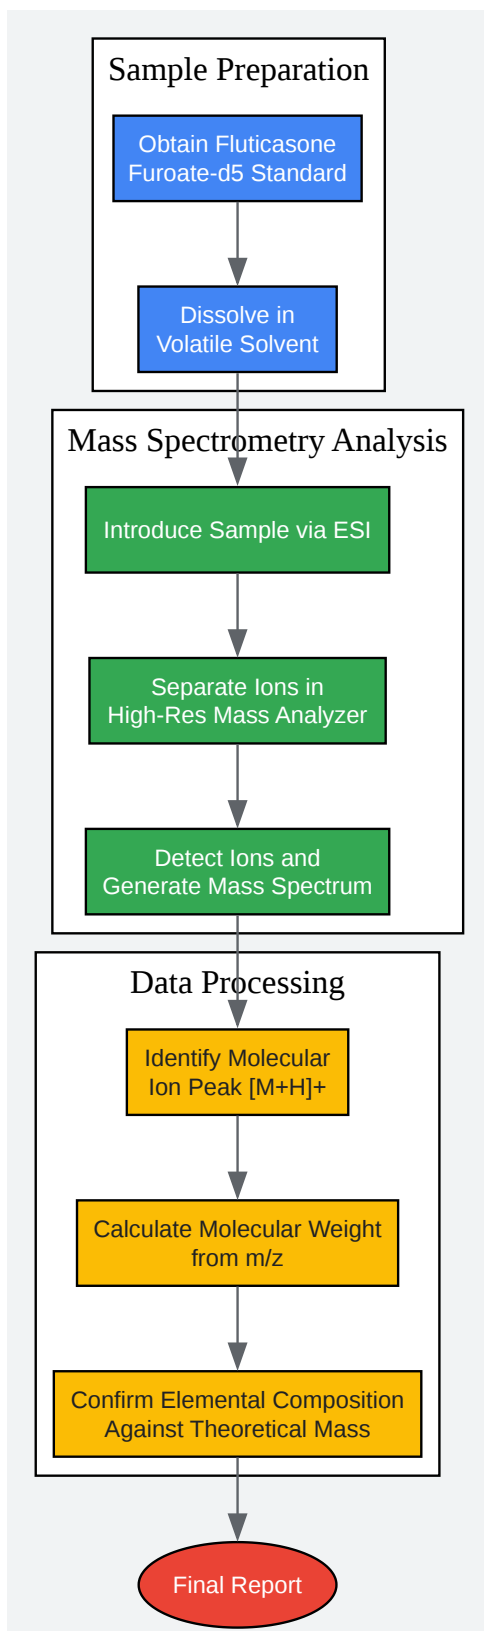 Sample Preparation
Obtain Fluticasone
Furoate-d5 Standard
Dissolve in
Volatile Solvent
Mass Spectrometry Analysis
Introduce Sample via ESI
Separate Ions in
High-Res Mass Analyzer
Detect Ions and
Generate Mass Spectrum
Data Processing
Identify Molecular
Ion Peak [M+H]+
Calculate Molecular Weight
from m/z
Confirm Elemental Composition
Against Theoretical Mass
Final Report